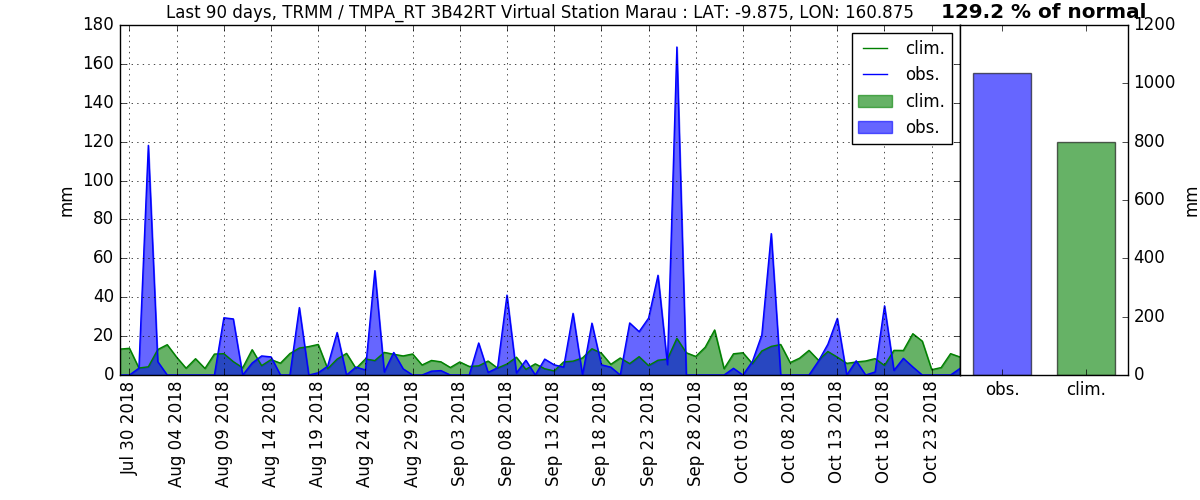 Last 90 days, TRMM / TMPA_RT 3B42RT Virtual Station Marau : LAT: -9.875, LON: 160.875
129.2 % of normal
180
160
140
120
100
80
60
40
20
0
mm
clim.
obs.
clim.
obs.
Jul 30 2018
Aug 04 2018
Aug 09 2018
Aug 14 2018
Aug 19 2018
Aug 24 2018
Aug 29 2018
Sep 03 2018
Sep 08 2018
Sep 13 2018
Sep 18 2018
Sep 23 2018
Sep 28 2018
Oct 03 2018
Oct 08 2018
Oct 13 2018
Oct 18 2018
Oct 23 2018
1200
1000
800
600
400
200
0
mm
obs.
clim.